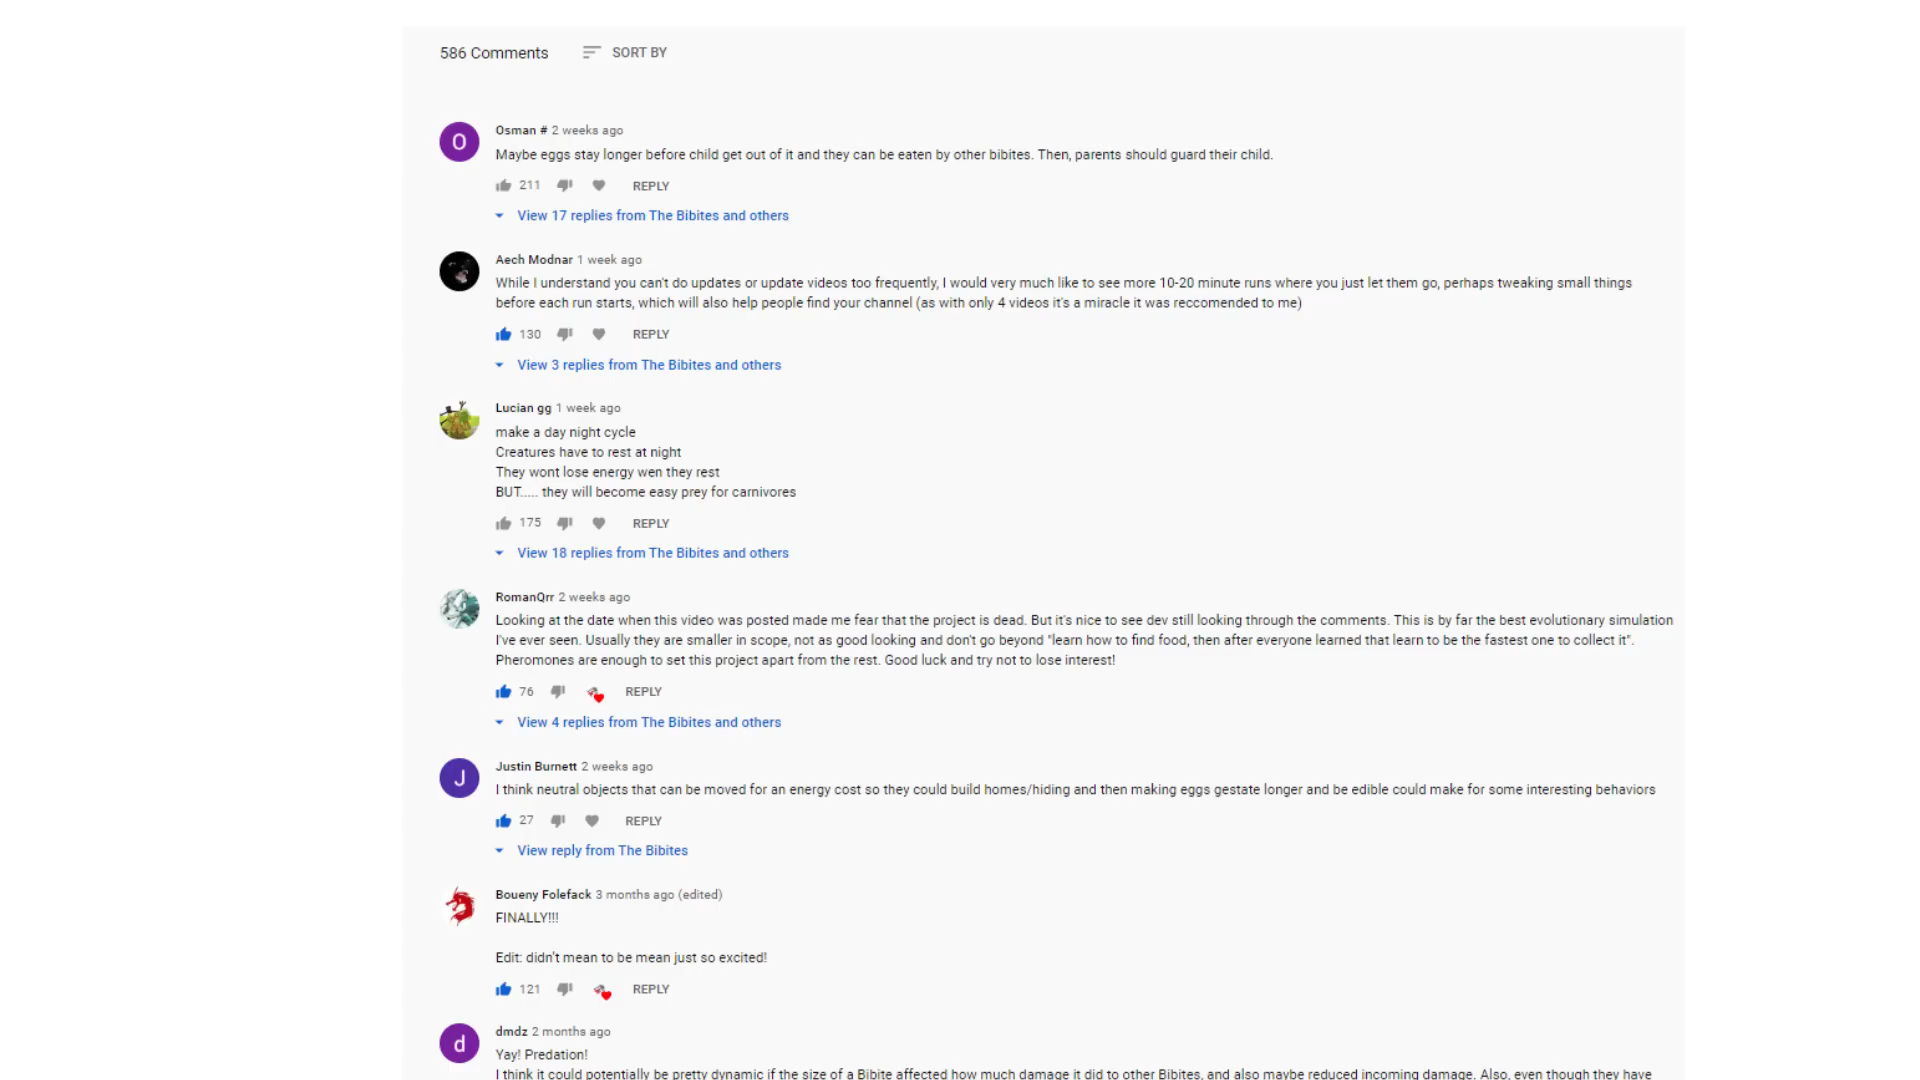 586 Comments SORT BY
O
Osman # 2 weeks ago
Maybe eggs stay longer before child get out of it and they can be eaten by other bibites. Then, parents should guard their child.
211 REPLY
View 17 replies from The Bibites and others
Aech Modnar 1 week ago
While I understand you can't do updates or update videos too frequently, I would very much like to see more 10-20 minute runs where you just let them go, perhaps tweaking small things
before each run starts, which will also help people find your channel (as with only 4 videos it's a miracle it was reccomended to me)
130 REPLY
View 3 replies from The Bibites and others
Lucian gg 1 week ago
make a day night cycle
Creatures have to rest at night
They wont lose energy wen they rest
BUT..... they will become easy prey for carnivores
175 REPLY
View 18 replies from The Bibites and others
RomanQrr 2 weeks ago
Looking at the date when this video was posted made me fear that the project is dead. But it's nice to see dev still looking through the comments. This is by far the best evolutionary simulation
I've ever seen. Usually they are smaller in scope, not as good looking and don't go beyond "learn how to find food, then after everyone learned that learn to be the fastest one to collect it".
Pheromones are enough to set this project apart from the rest. Good luck and try not to lose interest!
76 REPLY
View 4 replies from The Bibites and others
J
Justin Burnett 2 weeks ago
I think neutral objects that can be moved for an energy cost so they could build homes/hiding and then making eggs gestate longer and be edible could make for some interesting behaviors
27 REPLY
View reply from The Bibites
Boueny Folefack 3 months ago (edited)
FINALLY!!!
Edit: didn't mean to be mean just so excited!
121 REPLY
d
dmdz 2 months ago
Yay! Predation!
I think it could potentially be pretty dynamic if the size of a Bibite affected how much damage it did to other Bibites, and also maybe reduced incoming damage. Also, even though they have